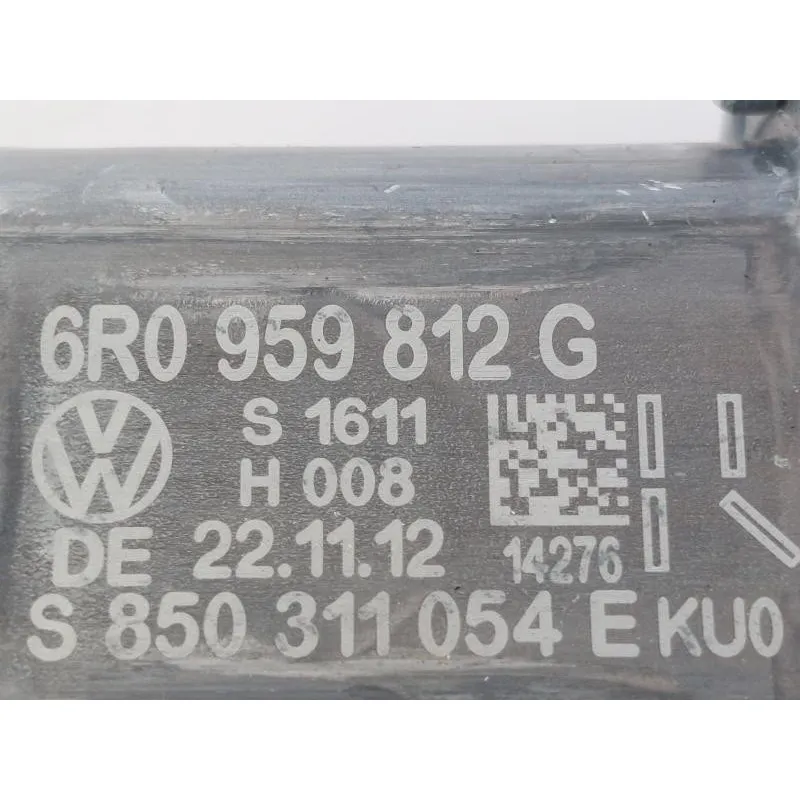 6R0 959 812 G
S 1611
H 008
DE 22.11.12
14276
S 850 311 054 E KU0